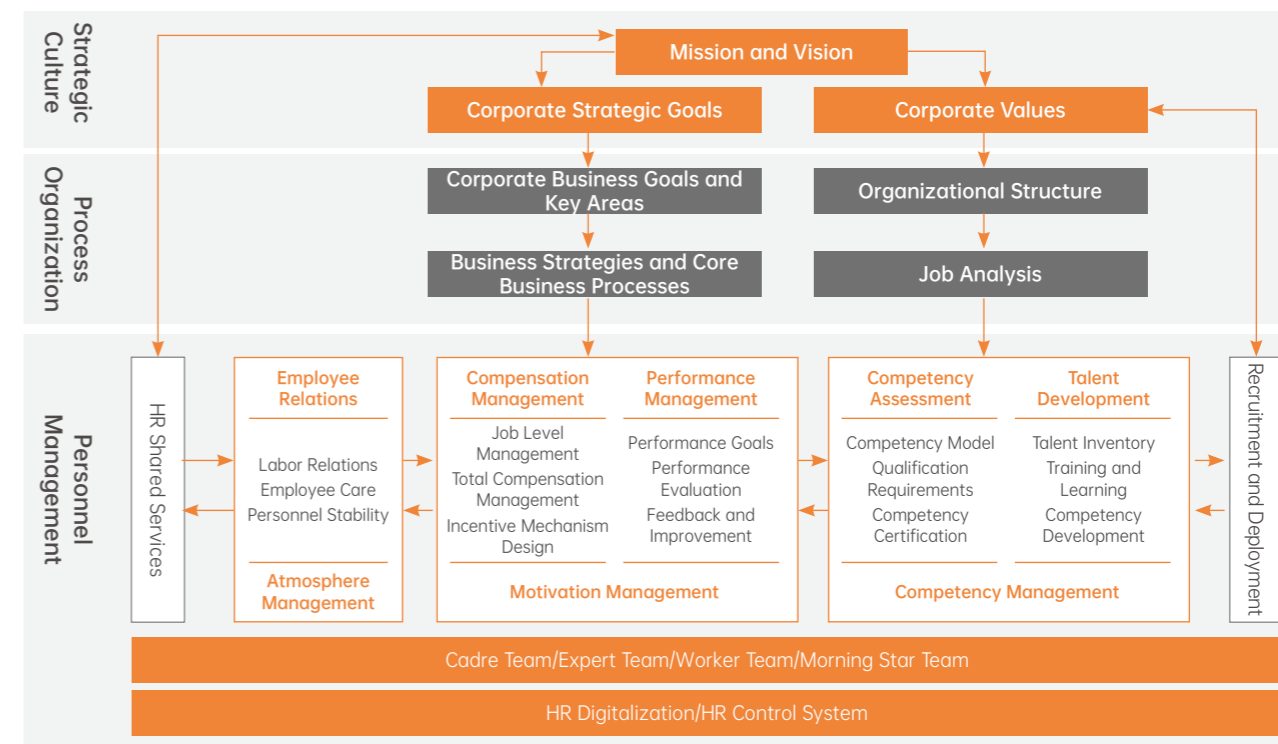 Strategic
Culture
Mission and Vision
Corporate Strategic Goals
Corporate Values
Process
Organization
Corporate Business Goals and
Key Areas
Organizational Structure
Business Strategies and Core
Business Processes
Job Analysis
Personnel
Management
HR Shared Services
Employee
Relations
Labor Relations
Employee Care
Personnel Stability
Atmosphere
Management
Compensation
Management
Job Level
Management
Total Compensation
Management
Incentive Mechanism
Design
Performance
Management
Performance Goals
Performance
Evaluation
Feedback and
Improvement
Motivation Management
Competency
Assessment
Competency Model
Qualification
Requirements
Competency
Certification
Talent
Development
Talent Inventory
Training and
Learning
Competency
Development
Competency Management
Recruitment and Deployment
Cadre Team/Expert Team/Worker Team/Morning Star Team
HR Digitalization/HR Control System